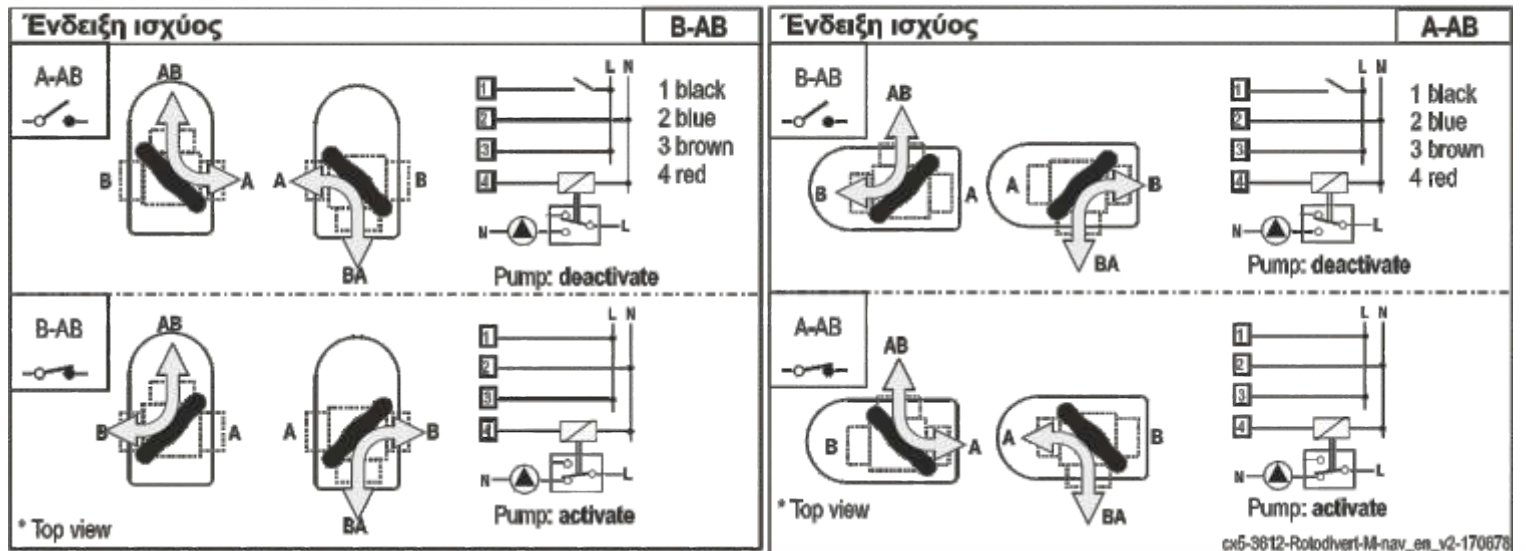 Ένδειξη ισχύος B-AB
A-AB
AB
B A
A B
BA
L N
1
2
3
4
1 black
2 blue
3 brown
4 red
N L
Pump: deactivate
B-AB
AB
B A
A B
BA
L N
1
2
3
4
N L
Pump: activate
* Top view
Ένδειξη ισχύος A-AB
B-AB
AB
B A
A B
BA
L N
1
2
3
4
1 black
2 blue
3 brown
4 red
N L
Pump: deactivate
A-AB
AB
B A
A B
BA
L N
1
2
3
4
N L
Pump: activate
* Top view
cx5-3612-Rotodivert-M-nav_en_v2-170678